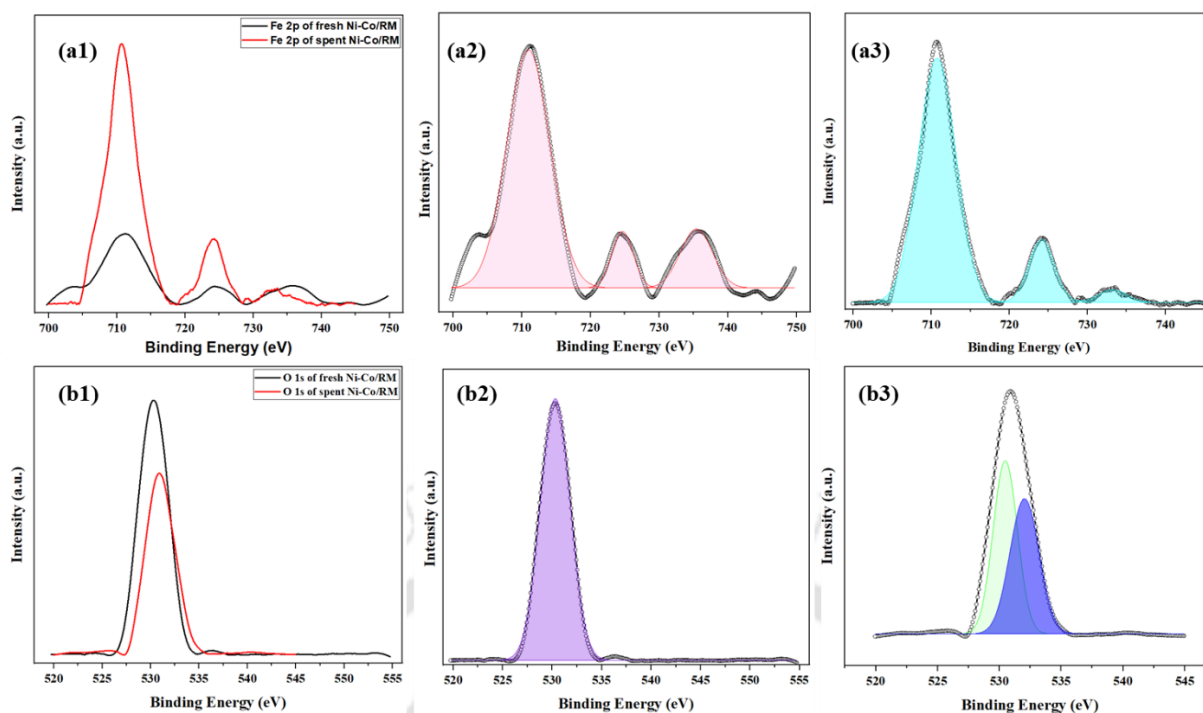 (a1)
Fe 2p of fresh Ni-Co/RM
Fe 2p of spent Ni-Co/RM
Intensity (a.u.)
700 710 720 730 740 750
Binding Energy (eV)
(a2)
Intensity (a.u.)
700 710 720 730 740 750
Binding Energy (eV)
(a3)
Intensity (a.u.)
700 710 720 730 740
Binding Energy (eV)
(b1)
O 1s of fresh Ni-Co/RM
O 1s of spent Ni-Co/RM
Intensity (a.u.)
520 525 530 535 540 545 550 555
Binding Energy (eV)
(b2)
Intensity (a.u.)
520 525 530 535 540 545 550 555
Binding Energy (eV)
(b3)
Intensity (a.u.)
520 525 530 535 540 545
Binding Energy (eV)